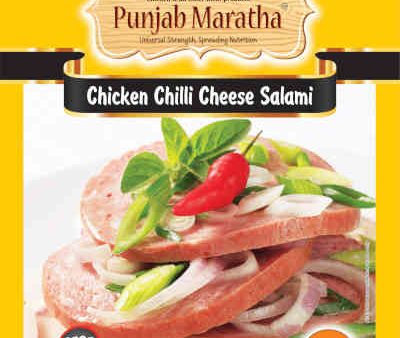 Punjab Maratha
Universal Strength, Spreading Nutrition
Chicken Chilli Cheese Salami